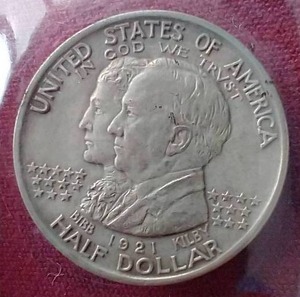 UNITED STATES OF AMERICA
IN GOD WE TRUST
BIBB
1921
KILBY
HALF DOLLAR